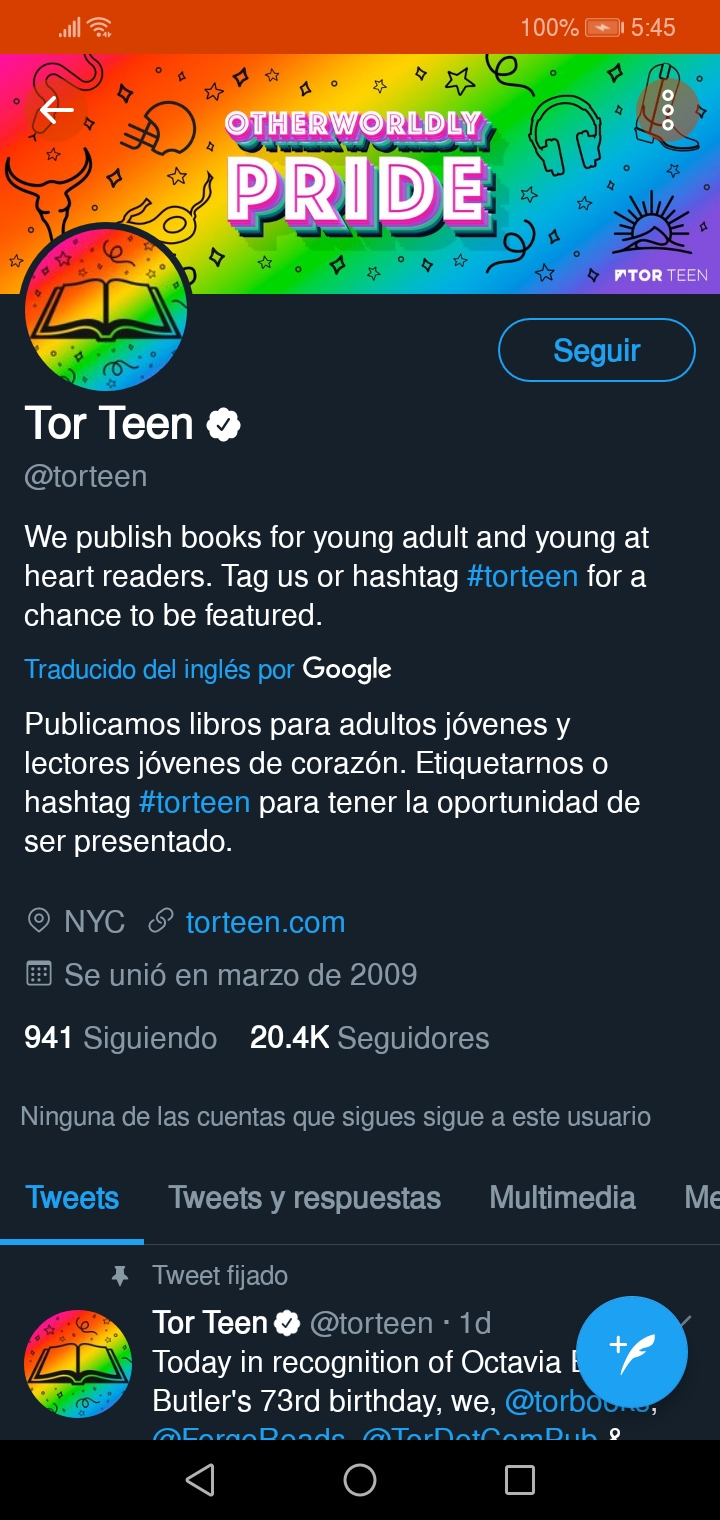 100% 5:45
OTHERWORLDLY
PRIDE
TOR TEEN
Seguir
Tor Teen
@torteen
We publish books for young adult and young at
heart readers. Tag us or hashtag #torteen for a
chance to be featured.
Traducido del inglés por Google
Publicamos libros para adultos jóvenes y
lectores jóvenes de corazón. Etiquetarnos o
hashtag #torteen para tener la oportunidad de
ser presentado.
NYC torteen.com
Se unió en marzo de 2009
941 Siguiendo 20.4K Seguidores
Ninguna de las cuentas que sigues sigue a este usuario
Tweets Tweets y respuestas Multimedia Me
Tweet fijado
Tor Teen @torteen · 1d
Today in recognition of Octavia
Butler's 73rd birthday, we, @torbooks,
@ForgeReads, @TorDotComPub &